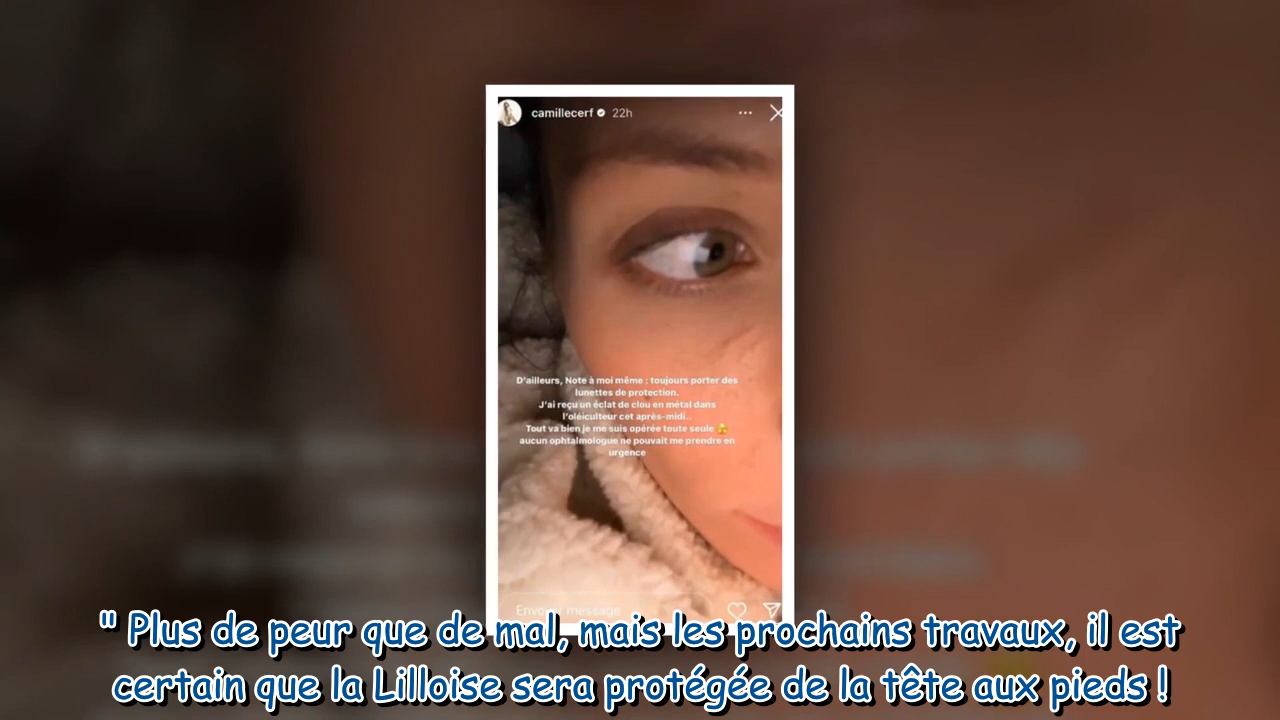 camillecerf 22h
D'ailleurs, Note à moi même : toujours porter des
lunettes de protection.
J'ai reçu un éclat de clou en métal dans
l'oléiculteur cet après-midi..
Tout va bien je me suis opérée toute seule
aucun ophtalmologue ne pouvait me prendre en
urgence
Envoyer message
" Plus de peur que de mal, mais les prochains travaux, il est
certain que la Lilloise sera protégée de la tête aux pieds !